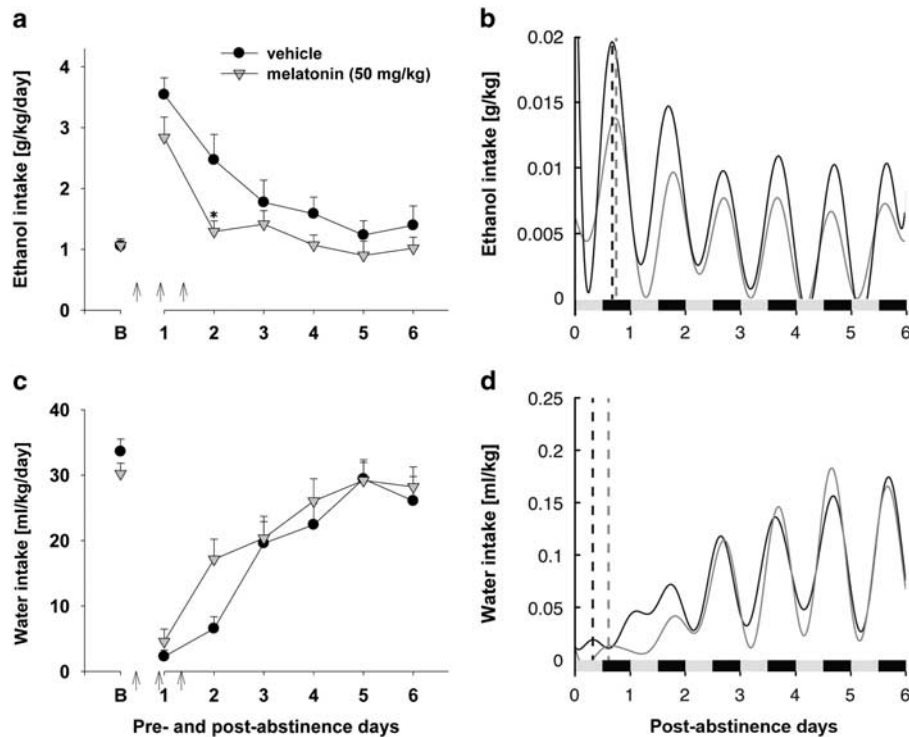 a
vehicle
melatonin (50 mg/kg)
Ethanol intake [g/kg/day]
4
3
2
1
0
*
B 1 2 3 4 5 6
b
Ethanol intake [g/kg]
0.02
0.015
0.01
0.005
0
0 1 2 3 4 5 6
c
Water intake [ml/kg/day]
40
30
20
10
0
B 1 2 3 4 5 6
Pre- and post-abstinence days
d
Water intake [ml/kg]
0.25
0.2
0.15
0.1
0.05
0
0 1 2 3 4 5 6
Post-abstinence days